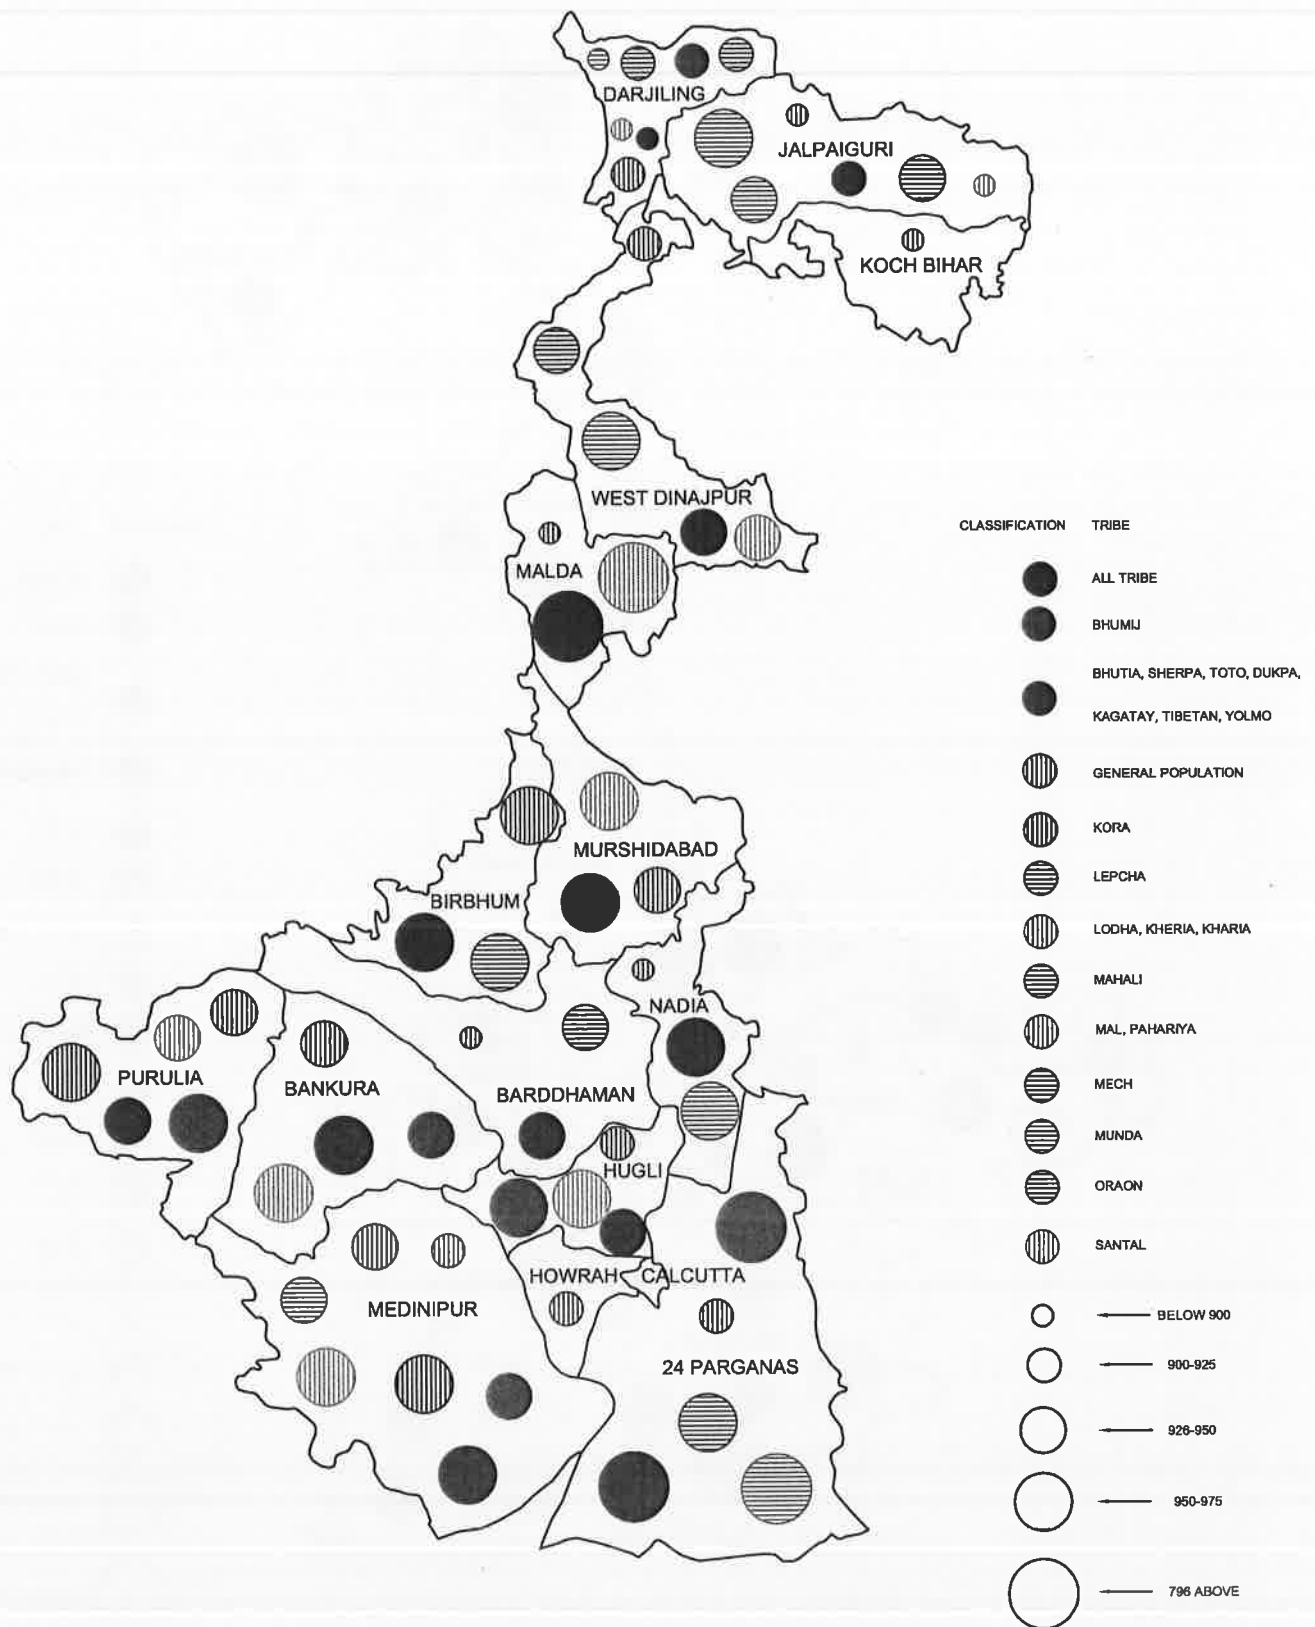 DARJILING
JALPAIGURI
KOCH BIHAR
WEST DINAJPUR
MALDA
MURSHIDABAD
BIRBHUM
NADIA
PURULIA
BANKURA
BARDDHAMAN
HUGLI
HOWRAH
CALCUTTA
MEDINIPUR
24 PARGANAS
CLASSIFICATION TRIBE
ALL TRIBE
BHUMIJ
BHUTIA, SHERPA, TOTO, DUKPA,
KAGATAY, TIBETAN, YOLMO
GENERAL POPULATION
KORA
LEPCHA
LODHA, KHERIA, KHARIA
MAHALI
MAL, PAHARIYA
MECH
MUNDA
ORAON
SANTAL
BELOW 900
900-925
926-950
950-975
796 ABOVE